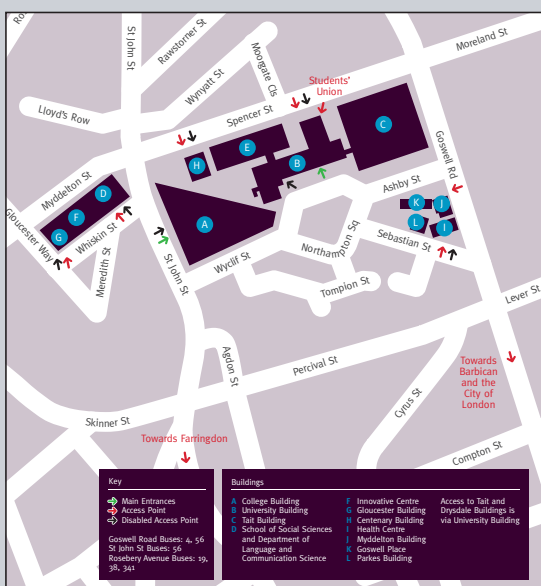 Ro
St John St
Rawstorner St
Wynyatt St
Moorgate Cls
Moreland St
Students'
Union
Lloyd's Row
Spencer St
C
E
H
B
Goswell Rd
Myddelton St
D
F
G
Gloucester Way
Whiskin St
Meredith St
A
St John St
Wyclif St
Ashby St
K
J
L
I
Northampton Sq
Sebastian St
Tompion St
Lever St
Percival St
Agdon St
Skinner St
Cyrus St
Compton St
Towards
Barbican
and the
City of
London
Towards Farringdon
Key
Main Entrances
Access Point
Disabled Access Point
Goswell Road Buses: 4, 56
St John St Buses: 56
Rosebery Avenue Buses: 19,
38, 341
Buildings
A College Building
B University Building
C Tait Building
D School of Social Sciences
and Department of
Language and
Communication Science
F Innovative Centre
G Gloucester Building
H Centenary Building
I Health Centre
J Myddelton Building
K Goswell Place
L Parkes Building
Access to Tait and
Drysdale Buildings is
via University Building